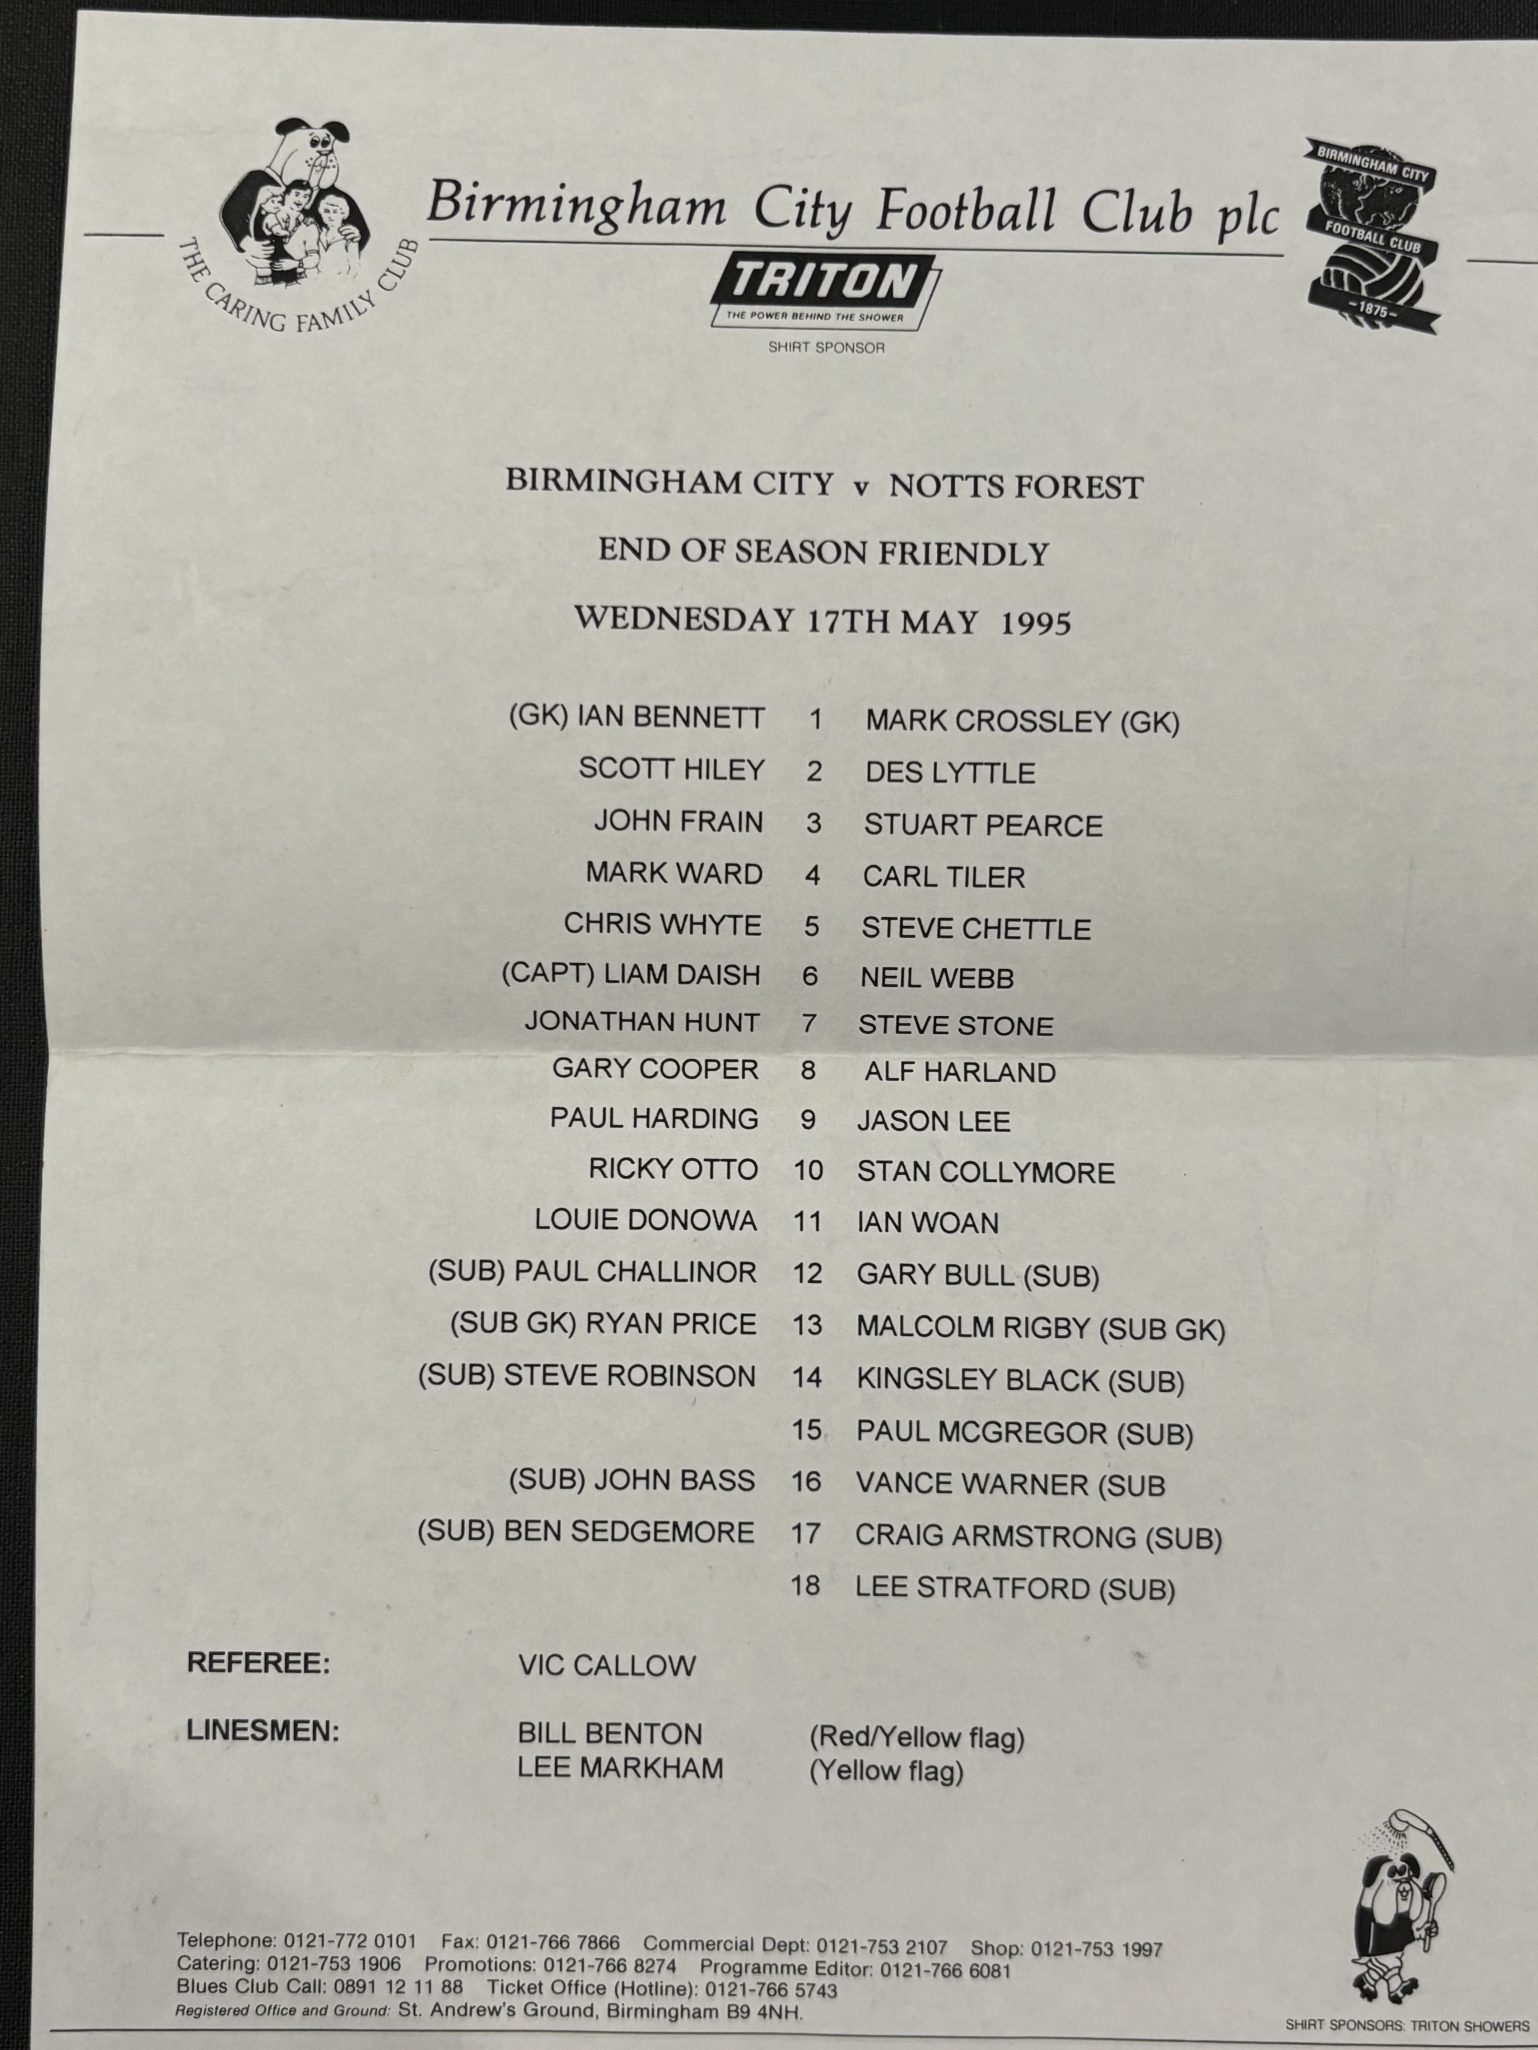 THE CARING FAMILY CLUB
Birmingham City Football Club plc
TRITON
THE POWER BEHIND THE SHOWER
SHIRT SPONSOR
BIRMINGHAM CITY
FOOTBALL CLUB
-1875-
BIRMINGHAM CITY v NOTTS FOREST
END OF SEASON FRIENDLY
WEDNESDAY 17TH MAY 1995
(GK) IAN BENNETT 1 MARK CROSSLEY (GK)
SCOTT HILEY 2 DES LYTTLE
JOHN FRAIN 3 STUART PEARCE
MARK WARD 4 CARL TILER
CHRIS WHYTE 5 STEVE CHETTLE
(CAPT) LIAM DAISH 6 NEIL WEBB
JONATHAN HUNT 7 STEVE STONE
GARY COOPER 8 ALF HARLAND
PAUL HARDING 9 JASON LEE
RICKY OTTO 10 STAN COLLYMORE
LOUIE DONOWA 11 IAN WOAN
(SUB) PAUL CHALLINOR 12 GARY BULL (SUB)
(SUB GK) RYAN PRICE 13 MALCOLM RIGBY (SUB GK)
(SUB) STEVE ROBINSON 14 KINGSLEY BLACK (SUB)
15 PAUL MCGREGOR (SUB)
(SUB) JOHN BASS 16 VANCE WARNER (SUB
(SUB) BEN SEDGEMORE 17 CRAIG ARMSTRONG (SUB)
18 LEE STRATFORD (SUB)
REFEREE: VIC CALLOW
LINESMEN: BILL BENTON (Red/Yellow flag)
LEE MARKHAM (Yellow flag)
Telephone: 0121-772 0101 Fax: 0121-766 7866 Commercial Dept: 0121-753 2107 Shop: 0121-753 1997
Catering: 0121-753 1906 Promotions: 0121-766 8274 Programme Editor: 0121-766 6081
Blues Club Call: 0891 12 11 88 Ticket Office (Hotline): 0121-766 5743
Registered Office and Ground: St. Andrew's Ground, Birmingham B9 4NH.
SHIRT SPONSORS: TRITON SHOWERS